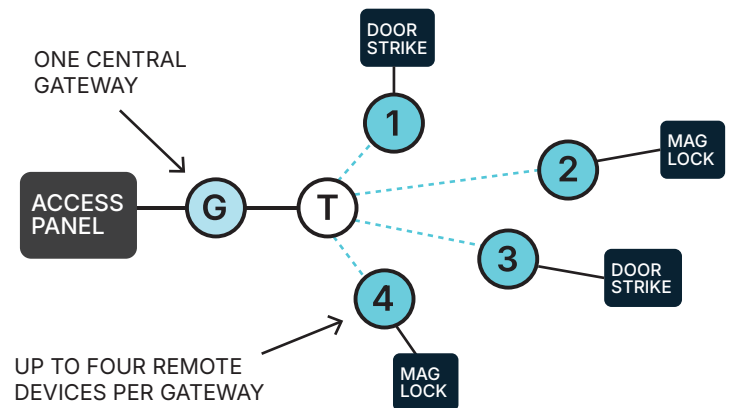 DOOR
STRIKE
ONE CENTRAL
GATEWAY
1
MAG
LOCK
2
ACCESS
PANEL
G
T
3
DOOR
STRIKE
4
UP TO FOUR REMOTE
DEVICES PER GATEWAY
MAG
LOCK